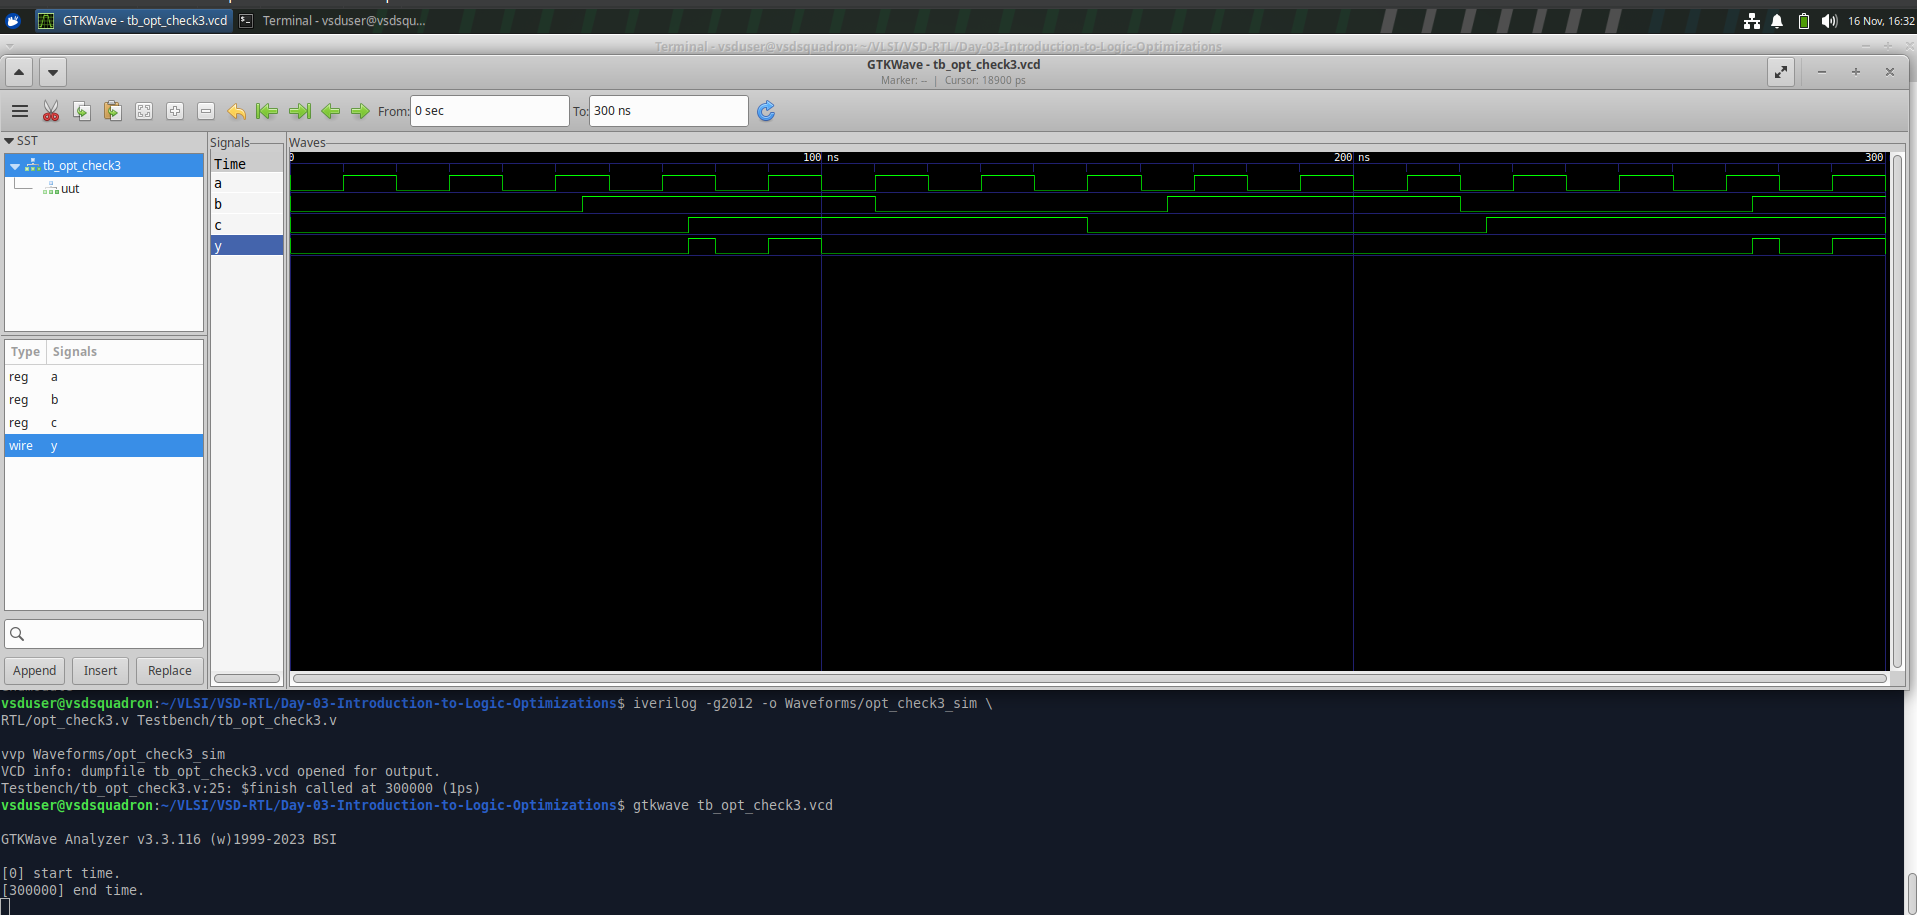 GTKWave - tb_opt_check3.vcd
Terminal - vsduser@vsdsqu...
16 Nov, 16:32
Terminal - vsduser@vsdsquadron: ~/VLSI/VSD-RTL/Day-03-Introduction-to-Logic-Optimizations
GTKWave - tb_opt_check3.vcd
Marker: -- | Cursor: 18900 ps
From: 0 sec To: 300 ns
SST
tb_opt_check3
uut
Type Signals
reg a
reg b
reg c
wire y
Append Insert Replace
Signals
Time
a
b
c
y
Waves
0 100 ns 200 ns 300
vsduser@vsdsquadron:~/VLSI/VSD-RTL/Day-03-Introduction-to-Logic-Optimizations$ iverilog -g2012 -o Waveforms/opt_check3_sim \
RTL/opt_check3.v Testbench/tb_opt_check3.v
vvp Waveforms/opt_check3_sim
VCD info: dumpfile tb_opt_check3.vcd opened for output.
Testbench/tb_opt_check3.v:25: $finish called at 300000 (1ps)
vsduser@vsdsquadron:~/VLSI/VSD-RTL/Day-03-Introduction-to-Logic-Optimizations$ gtkwave tb_opt_check3.vcd
GTKWave Analyzer v3.3.116 (w)1999-2023 BSI
[0] start time.
[300000] end time.